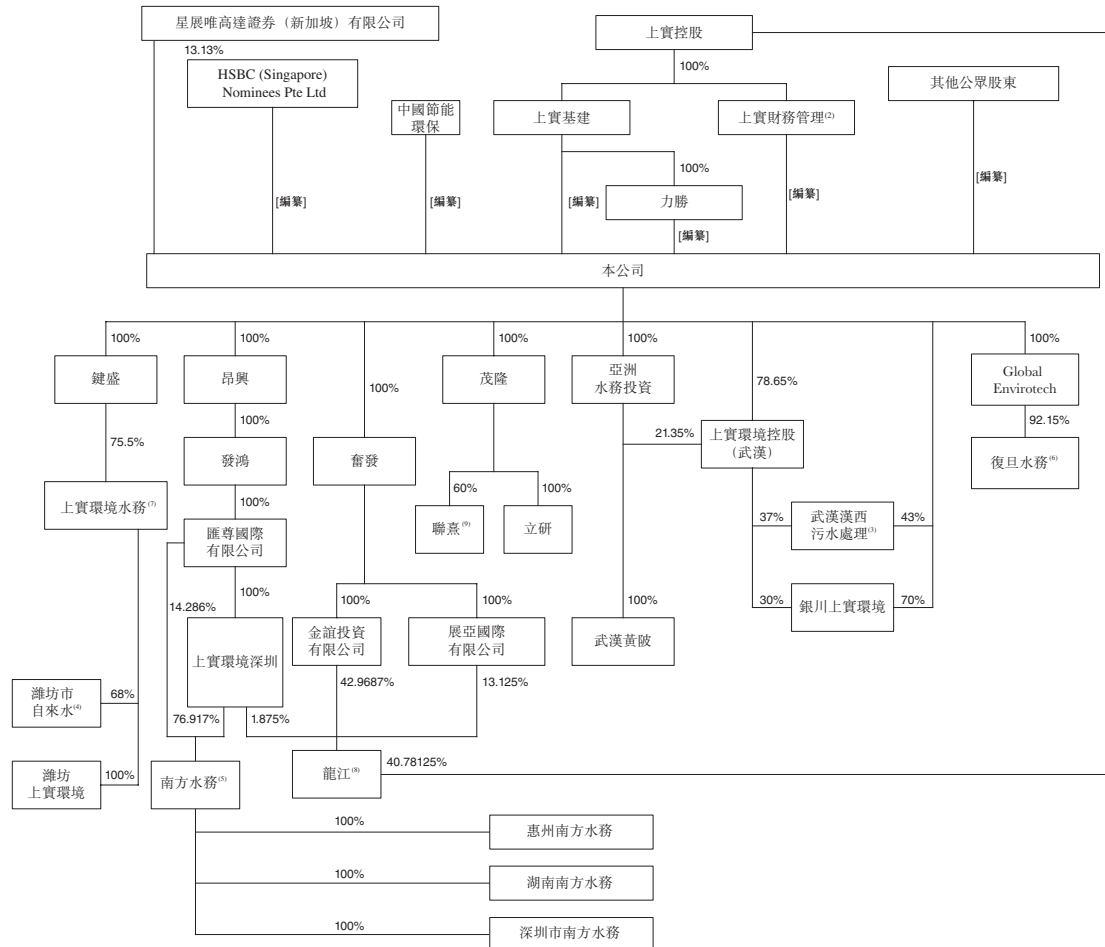 星展唯高達證券（新加坡）有限公司
上實控股
13.13%
100%
HSBC (Singapore)
Nominees Pte Ltd
其他公眾股東
中國節能
環保
上實基建
上實財務管理(2)
100%
力勝
[編纂]
[編纂]
[編纂]
[編纂]
[編纂]
[編纂]
本公司
100%
100%
100%
100%
100%
鍵盛
昂興
100%
茂隆
亞洲
水務投資
78.65%
Global
Envirotech
75.5%
100%
21.35%
92.15%
發鴻
奮發
上實環境控股
（武漢）
復旦水務(6)
上實環境水務(7)
100%
60%
100%
匯尊國際
有限公司
聯熹(9)
立研
37%
武漢漢西
污水處理(3)
43%
100%
14.286%
100%
100%
100%
30%
銀川上實環境
70%
上實環境深圳
金誼投資
有限公司
展亞國際
有限公司
武漢黃陂
42.9687%
13.125%
濰坊市
自來水(4)
68%
76.917%
1.875%
濰坊
上實環境
100%
南方水務(5)
龍江(8)
40.78125%
100%
惠州南方水務
100%
湖南南方水務
100%
深圳市南方水務